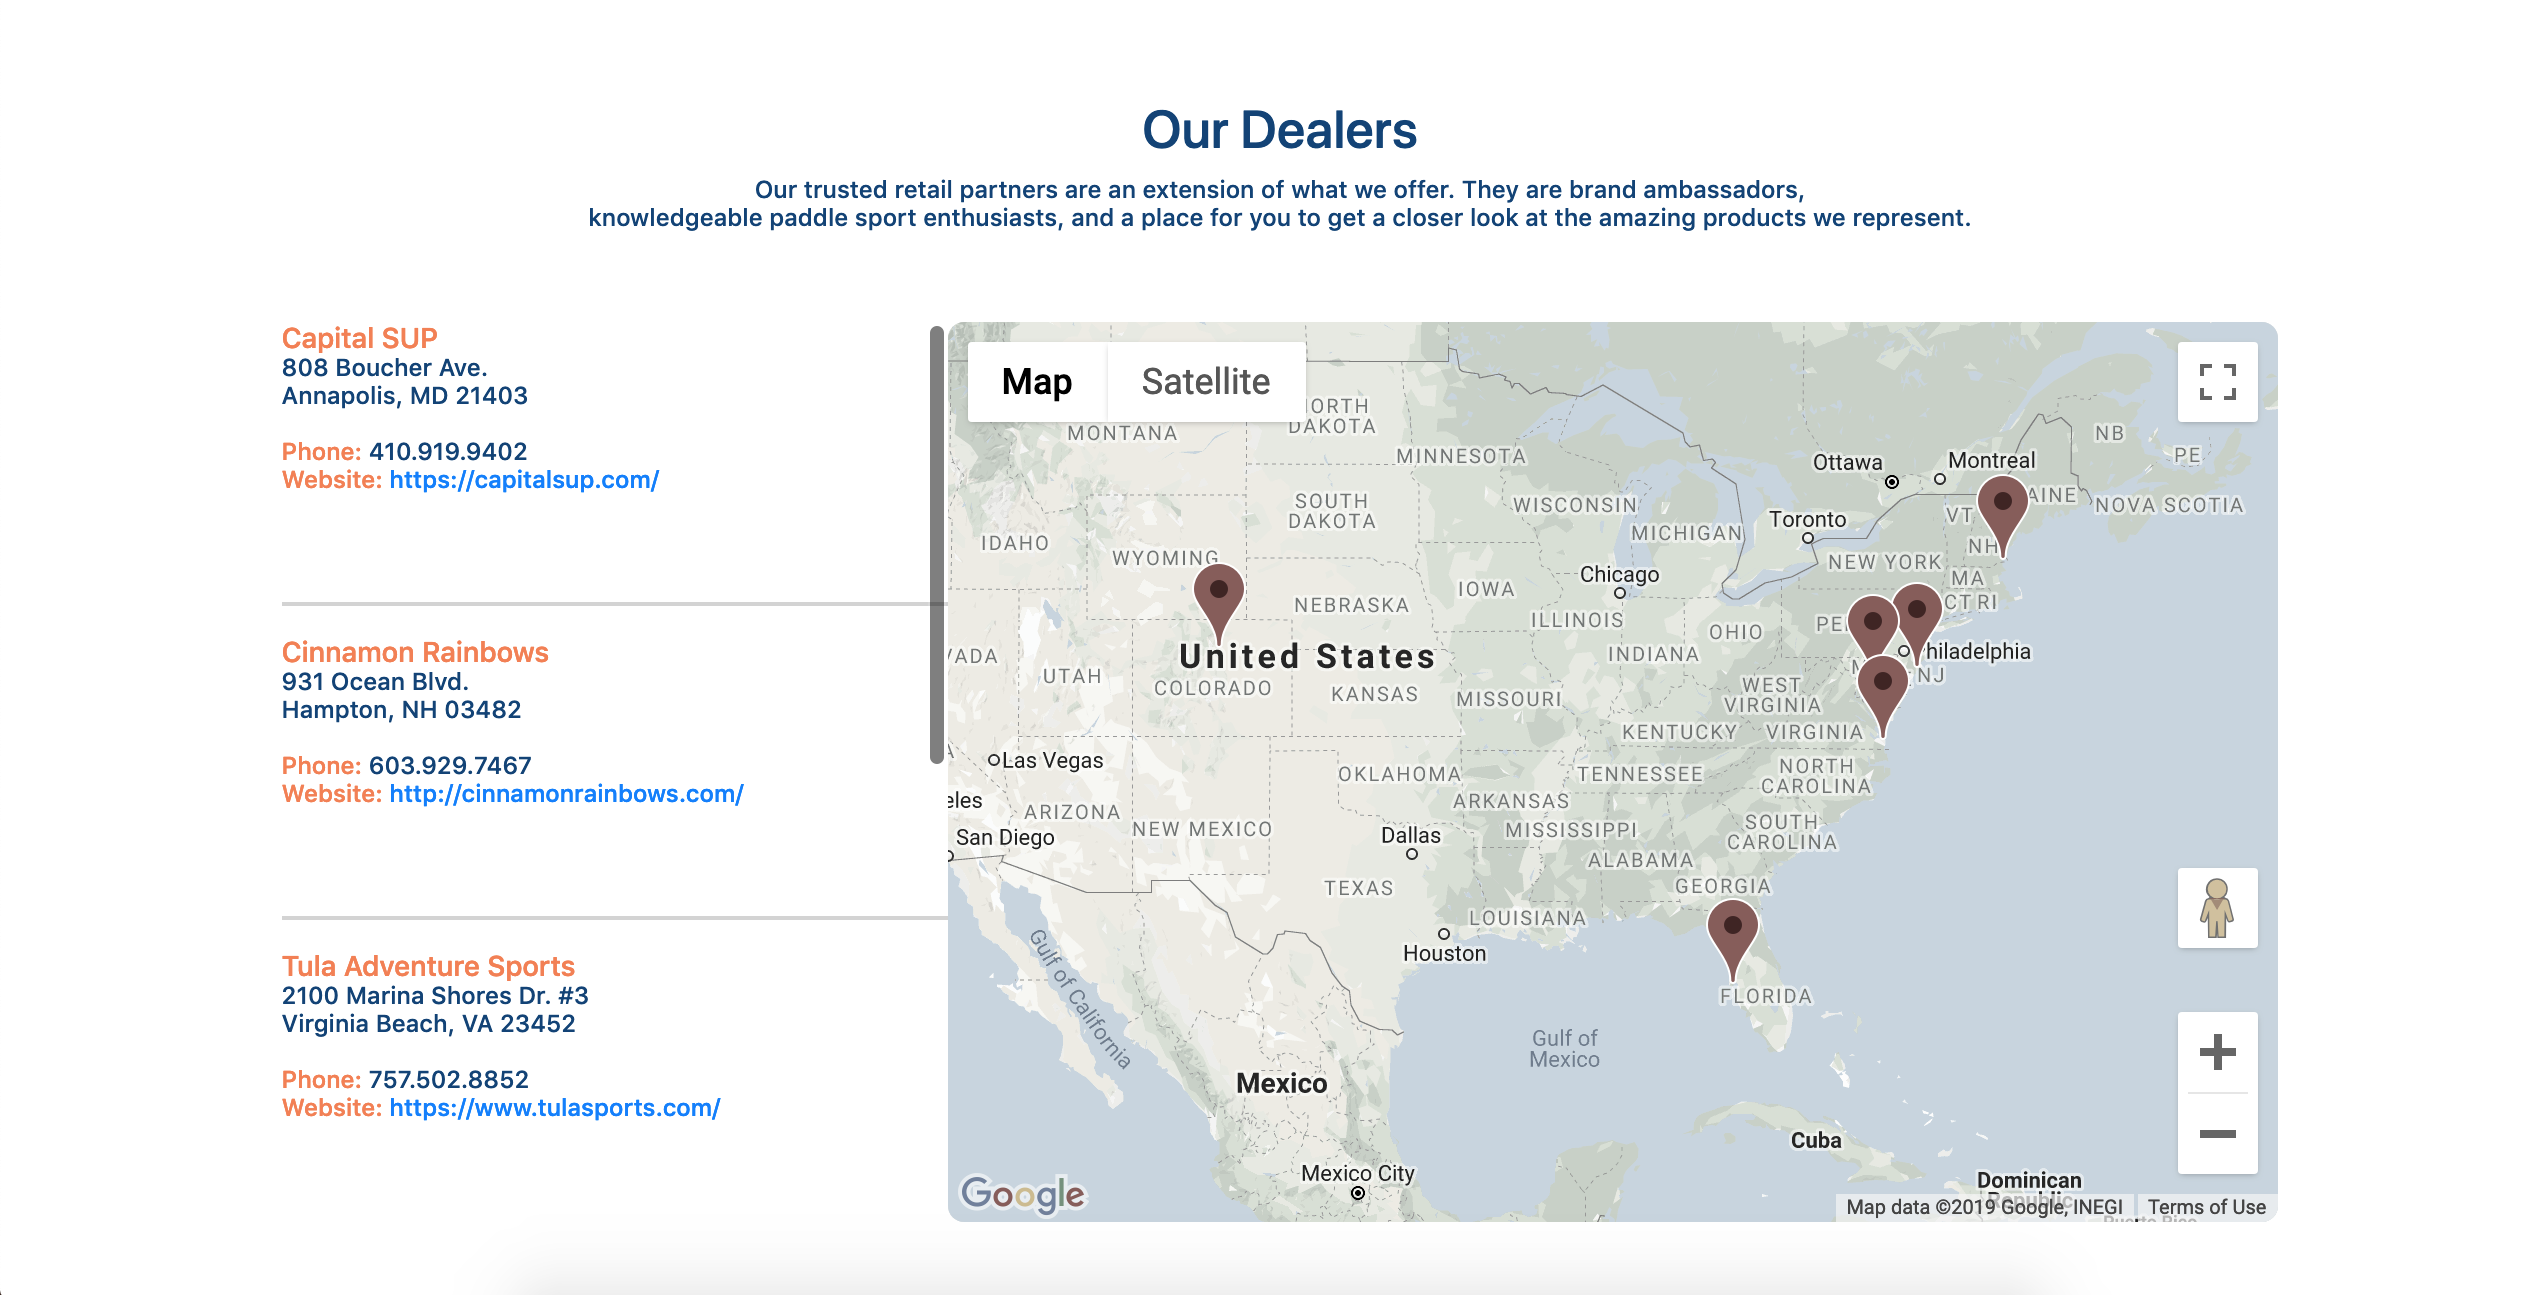 Our Dealers
Our trusted retail partners are an extension of what we offer. They are brand ambassadors,
knowledgeable paddle sport enthusiasts, and a place for you to get a closer look at the amazing products we represent.
Capital SUP
808 Boucher Ave.
Annapolis, MD 21403
Phone: 410.919.9402
Website: https://capitalsup.com/
Cinnamon Rainbows
931 Ocean Blvd.
Hampton, NH 03482
Phone: 603.929.7467
Website: http://cinnamonrainbows.com/
Tula Adventure Sports
2100 Marina Shores Dr. #3
Virginia Beach, VA 23452
Phone: 757.502.8852
Website: https://www.tulasports.com/
Map
Satellite
ORTH
DAKOTA
MONTANA
MINNESOTA
NB
PE
Ottawa
Montreal
AINE
NOVA SCOTIA
SOUTH
DAKOTA
WISCONSIN
MICHIGAN
Toronto
VT
NH
IDAHO
WYOMING
NEW YORK
MA
CT RI
Chicago
IOWA
NEBRASKA
ILLINOIS
OHIO
PE
INDIANA
hiladelphia
NJ
VADA
United States
UTAH
COLORADO
KANSAS
MISSOURI
WEST
VIRGINIA
KENTUCKY
VIRGINIA
Las Vegas
OKLAHOMA
TENNESSEE
NORTH
CAROLINA
eles
ARIZONA
ARKANSAS
San Diego
NEW MEXICO
Dallas
MISSISSIPPI
SOUTH
CAROLINA
ALABAMA
TEXAS
GEORGIA
LOUISIANA
Houston
FLORIDA
Gulf of California
Gulf of
Mexico
Mexico
Cuba
Mexico City
Dominican
Republic
Puerto Rico
Google
Map data ©2019 Google, INEGI
Terms of Use